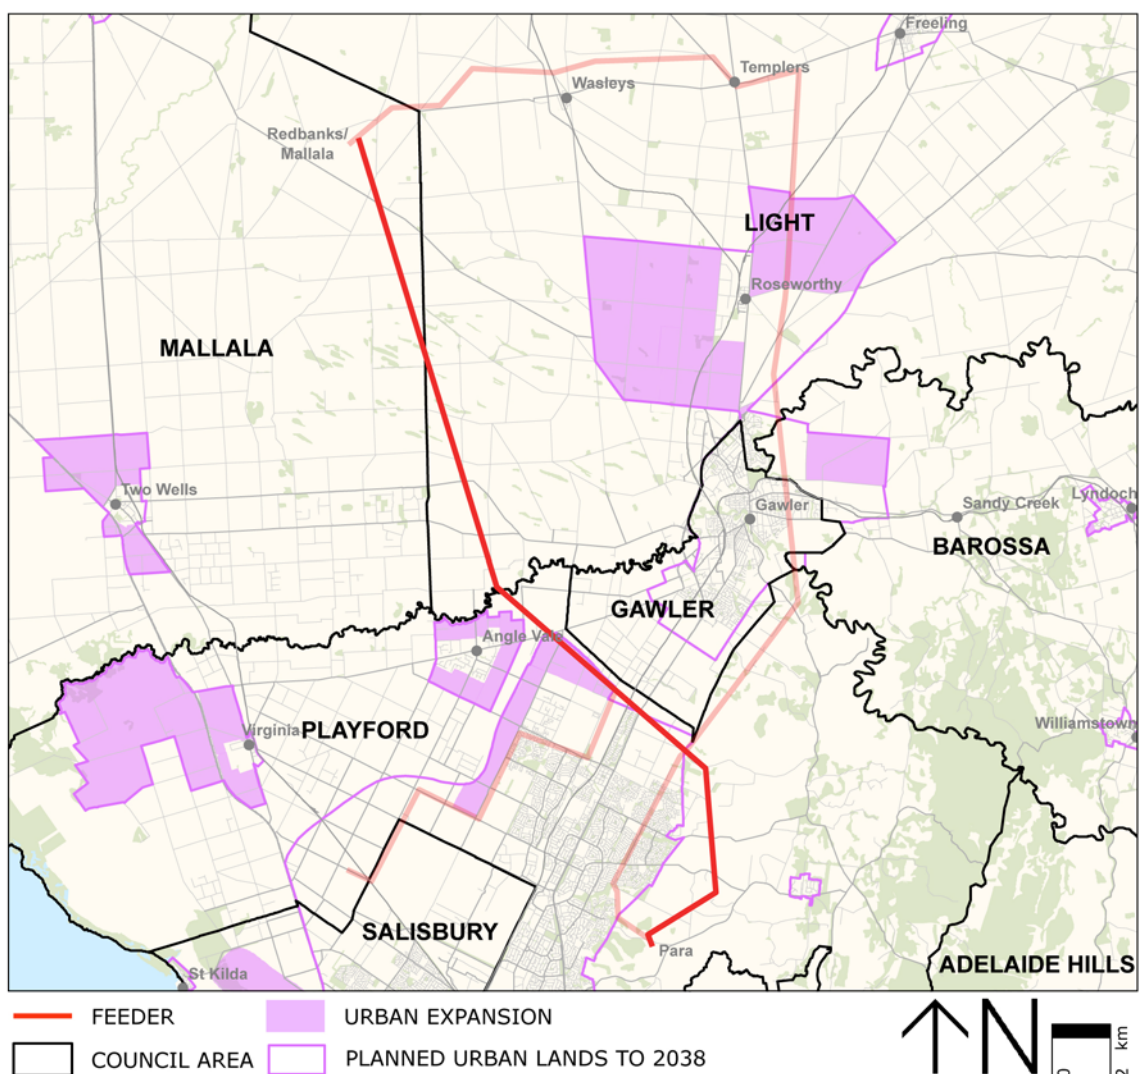 Freeling
Templers
Wasleys
Redbanks/
Mallala
LIGHT
Roseworthy
MALLALA
Two Wells
Lyndoch
Sandy Creek
Gawler
BAROSSA
GAWLER
Angle Vale
Williamstown
Virginia
PLAYFORD
SALISBURY
Para
ADELAIDE HILLS
St Kilda
FEEDER
URBAN EXPANSION
COUNCIL AREA
PLANNED URBAN LANDS TO 2038
N
km
0
2